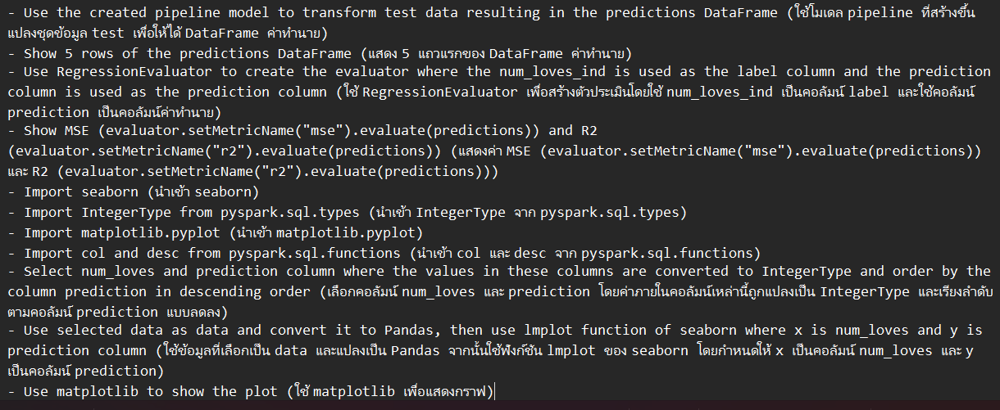 - Use the created pipeline model to transform test data resulting in the predictions DataFrame (ใช้โมเดล pipeline ที่สร้างขึ้น
แปลงชุดข้อมูล test เพื่อให้ได้ DataFrame ค่าทำนาย)
- Show 5 rows of the predictions DataFrame (แสดง 5 แถวแรกของ DataFrame ค่าทำนาย)
- Use RegressionEvaluator to create the evaluator where the num_loves_ind is used as the label column and the prediction
column is used as the prediction column (ใช้ RegressionEvaluator เพื่อสร้างตัวประเมินโดยใช้ num_loves_ind เป็นคอลัมน์ label และใช้คอลัมน์
prediction เป็นคอลัมน์ค่าทำนาย)
- Show MSE (evaluator.setMetricName("mse").evaluate(predictions)) and R2
(evaluator.setMetricName("r2").evaluate(predictions)) (แสดงค่า MSE (evaluator.setMetricName("mse").evaluate(predictions))
และ R2 (evaluator.setMetricName("r2").evaluate(predictions)))
- Import seaborn (นำเข้า seaborn)
- Import IntegerType from pyspark.sql.types (นำเข้า IntegerType จาก pyspark.sql.types)
- Import matplotlib.pyplot (นำเข้า matplotlib.pyplot)
- Import col and desc from pyspark.sql.functions (นำเข้า col และ desc จาก pyspark.sql.functions)
- Select num_loves and prediction column where the values in these columns are converted to IntegerType and order by the
column prediction in descending order (เลือกคอลัมน์ num_loves และ prediction โดยค่าภายในคอลัมน์เหล่านี้ถูกแปลงเป็น IntegerType และเรียงลำดับ
ตามคอลัมน์ prediction แบบลดลง)
- Use selected data as data and convert it to Pandas, then use lmplot function of seaborn where x is num_loves and y is
prediction column (ใช้ข้อมูลที่เลือกเป็น data และแปลงเป็น Pandas จากนั้นใช้ฟังก์ชัน lmplot ของ seaborn โดยกำหนดให้ x เป็นคอลัมน์ num_loves และ y
เป็นคอลัมน์ prediction)
- Use matplotlib to show the plot (ใช้ matplotlib เพื่อแสดงกราฟ)